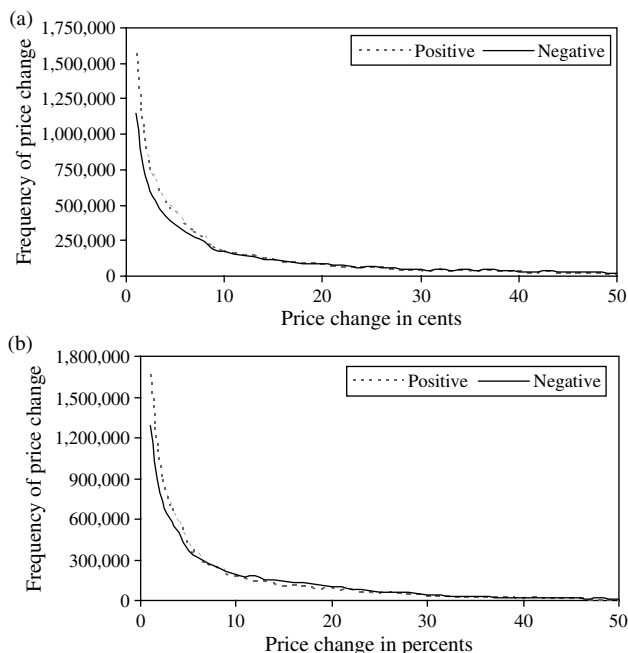 (a)
Frequency of price change
1,750,000
1,500,000
1,250,000
1,000,000
750,000
500,000
250,000
0
Positive Negative
0 10 20 30 40 50
Price change in cents
(b)
Frequency of price change
1,800,000
1,500,000
1,200,000
900,000
600,000
300,000
0
Positive Negative
0 10 20 30 40 50
Price change in percents